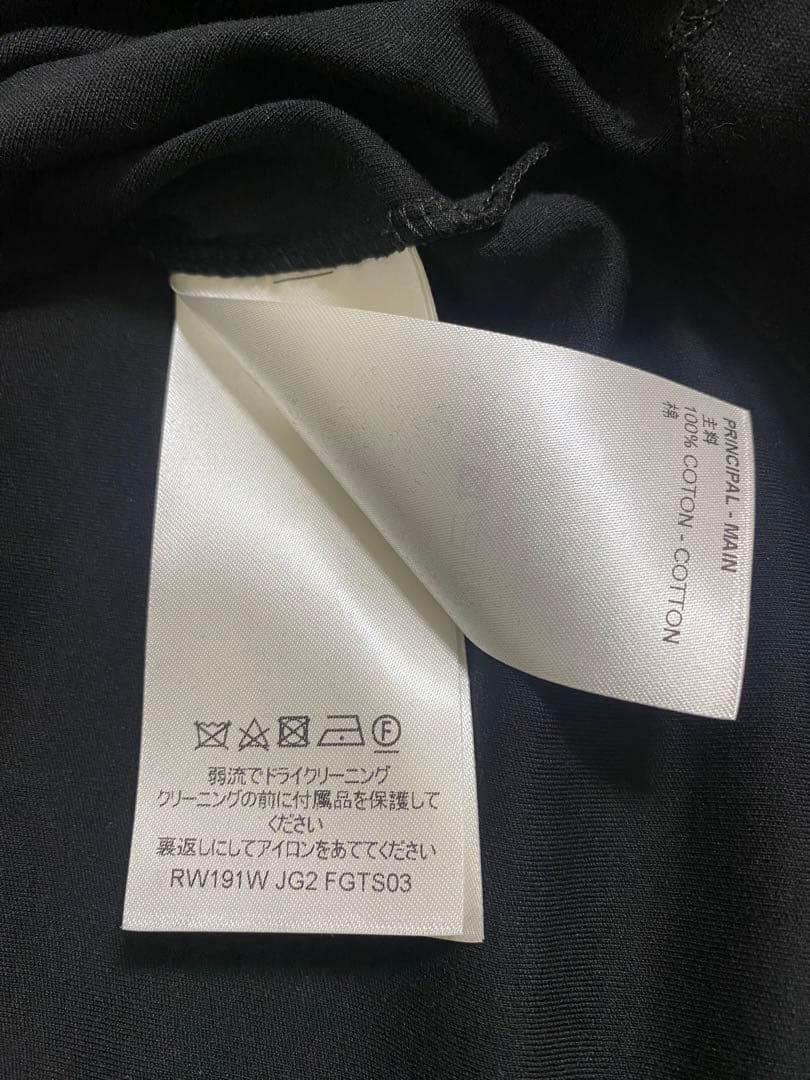 PRINCIPAL - MAIN
主料
100% COTON - COTTON
棉
F
弱流でドライクリーニング
クリーニングの前に付属品を保護して
ください
裏返しにしてアイロンをあててください
RW191W JG2 FGTS03